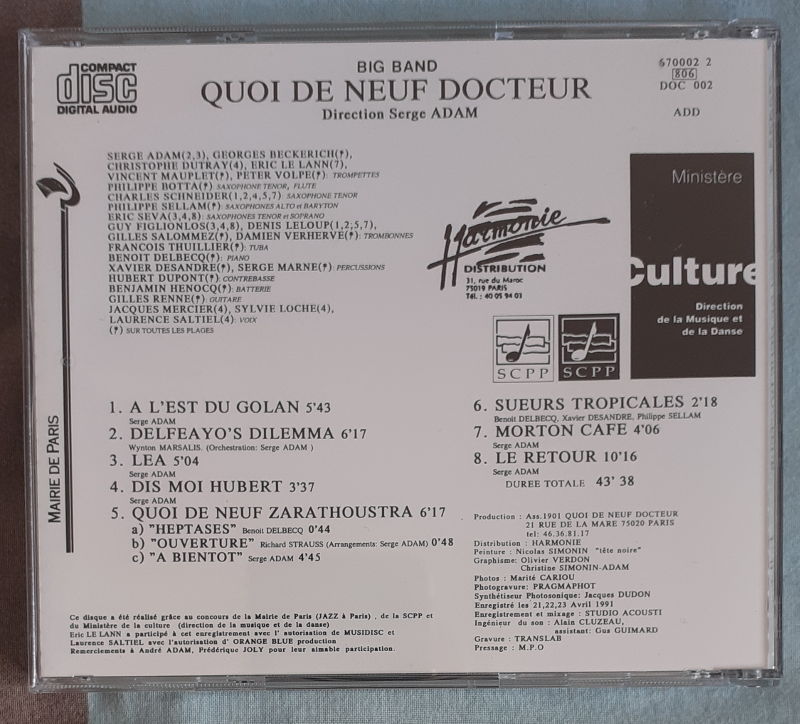 COMPACT
disc
DIGITAL AUDIO
BIG BAND
QUOI DE NEUF DOCTEUR
Direction Serge ADAM
670002 2
806
DOC 002
ADD
SERGE ADAM(2,3), GEORGES BECKERICH(*),
CHRISTOPHE DUTRAY(4), ERIC LE LANN(7),
VINCENT MAUPLET(*), PETER VOLPE(*): TROMPETTES
PHILIPPE BOTTA(*): SAXOPHONE TENOR, FLUTE
CHARLES SCHNEIDER(1,2,4,5,7): SAXOPHONE TENOR
PHILIPPE SELLAM(*): SAXOPHONES ALTO et BARYTON
ERIC SEVA(3,4,8): SAXOPHONES TENOR et SOPRANO
GUY FIGLIONLOS(3,4,8), DENIS LELOUP(1,2;5,7),
GILLES SALOMMEZ(*), DAMIEN VERHERVE(*): TROMBONNES
FRANCOIS THUILLIER(*): TUBA
BENOIT DELBECQ(*): PIANO
XAVIER DESANDRE(*), SERGE MARNE(*): PERCUSSIONS
HUBERT DUPONT(*): CONTREBASSE
BENJAMIN HENOCQ(*): BATTERIE
GILLES RENNE(*): GUITARE
JACQUES MERCIER(4), SYLVIE LOCHE(4),
LAURENCE SALTIEL(4): VOIX
(*) SUR TOUTES LES PLAGES
Harmonie
DISTRIBUTION
31, rue du Maroc
75019 PARIS
Tél. : 40 05 94 03
Ministère
Culture
Direction
de la Musique et
de la Danse
SCPP
SCPP
MAIRIE DE PARIS
1. A L'EST DU GOLAN 5'43
Serge ADAM
2. DELFEAYO'S DILEMMA 6'17
Wynton MARSALIS. (Orchestration: Serge ADAM )
3. LEA 5'04
Serge ADAM
4. DIS MOI HUBERT 3'37
Serge ADAM
5. QUOI DE NEUF ZARATHOUSTRA 6'17
a) "HEPTASES" Benoit DELBECQ 0'44
b) "OUVERTURE" Richard STRAUSS (Arrangements: Serge ADAM) 0'48
c) "A BIENTOT" Serge ADAM 4'45
6. SUEURS TROPICALES 2'18
Benoit DELBECQ, Xavier DESANDRE, Philippe SELLAM
7. MORTON CAFE 4'06
Serge ADAM
8. LE RETOUR 10'16
Serge ADAM
DUREE TOTALE 43' 38
Production : Ass.1901 QUOI DE NEUF DOCTEUR
21 RUE DE LA MARE 75020 PARIS
tel: 46.36.81.17
Distribution : HARMONIE
Peinture : Nicolas SIMONIN "tête noire"
Graphisme: Olivier VERDON
Christine SIMONIN-ADAM
Photos : Marité CARIOU
Photogravure: PRAGMAPHOT
Synthétiseur Photosonique: Jacques DUDON
Enregistré les 21,22,23 Avril 1991
Enregistrement et mixage : STUDIO ACOUSTI
Ingénieur du son : Alain CLUZEAU,
assistant: Gus GUIMARD
Gravure : TRANSLAB
Pressage : M.P.O
Ce disque a été réalisé grâce au concours de la Mairie de Paris (JAZZ à Paris) , de la SCPP et
du Ministère de la culture (direction de la musique et de la danse)
Eric LE LANN a participé à cet enregistrement avec l' autorisation de MUSIDISC et
Laurence SALTIEL avec l'autorisation d' ORANGE BLUE production
Remerciements à André ADAM, Frédérique JOLY pour leur aimable participation.